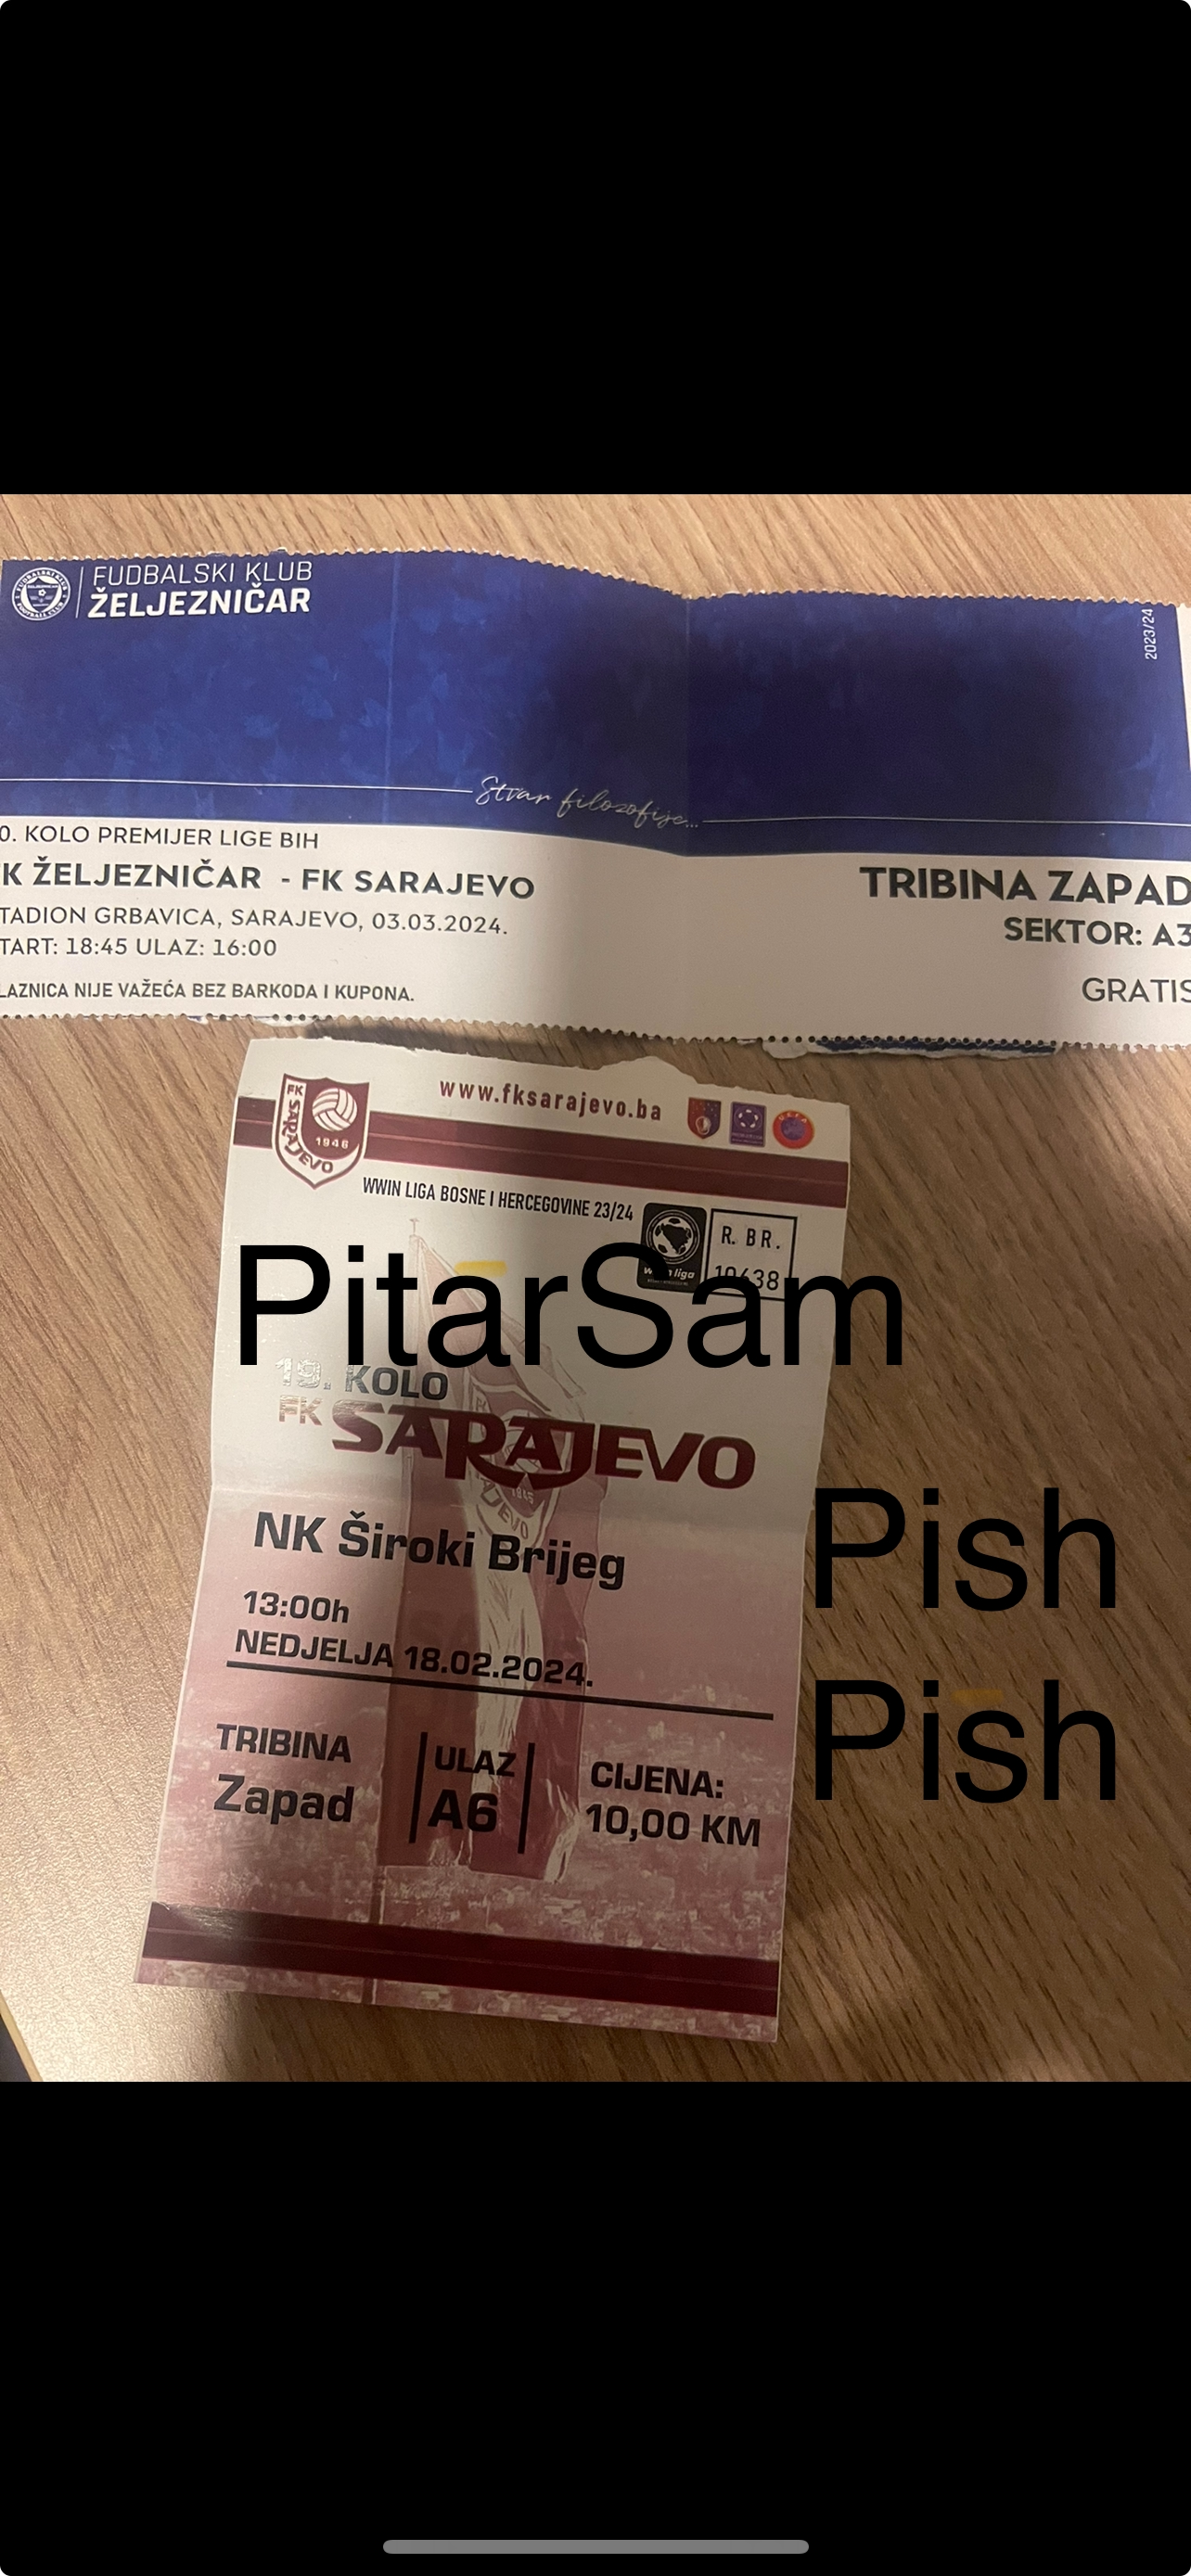 FUDBALSKI KLUB
ŽELJEZNIČAR
2023/24
Stvar filozofije...
0. KOLO PREMIJER LIGE BIH
K ŽELJEZNIČAR - FK SARAJEVO
TADION GRBAVICA, SARAJEVO, 03.03.2024.
TART: 18:45 ULAZ: 16:00
LAZNICA NIJE VAŽEĆA BEZ BARKODA I KUPONA.
TRIBINA ZAPAD
SEKTOR: A3
GRATIS
www.fksarajevo.ba
FK SARAJEVO
1946
UEFA
WWIN LIGA BOSNE I HERCEGOVINE 23/24
R. BR.
wwin liga
PitarSam
19. KOLO
FK SARAJEVO
NK Široki Brijeg
13:00h
NEDJELJA 18.02.2024.
TRIBINA
Zapad
ULAZ
A6
CIJENA:
10,00 KM
Pish
Pish